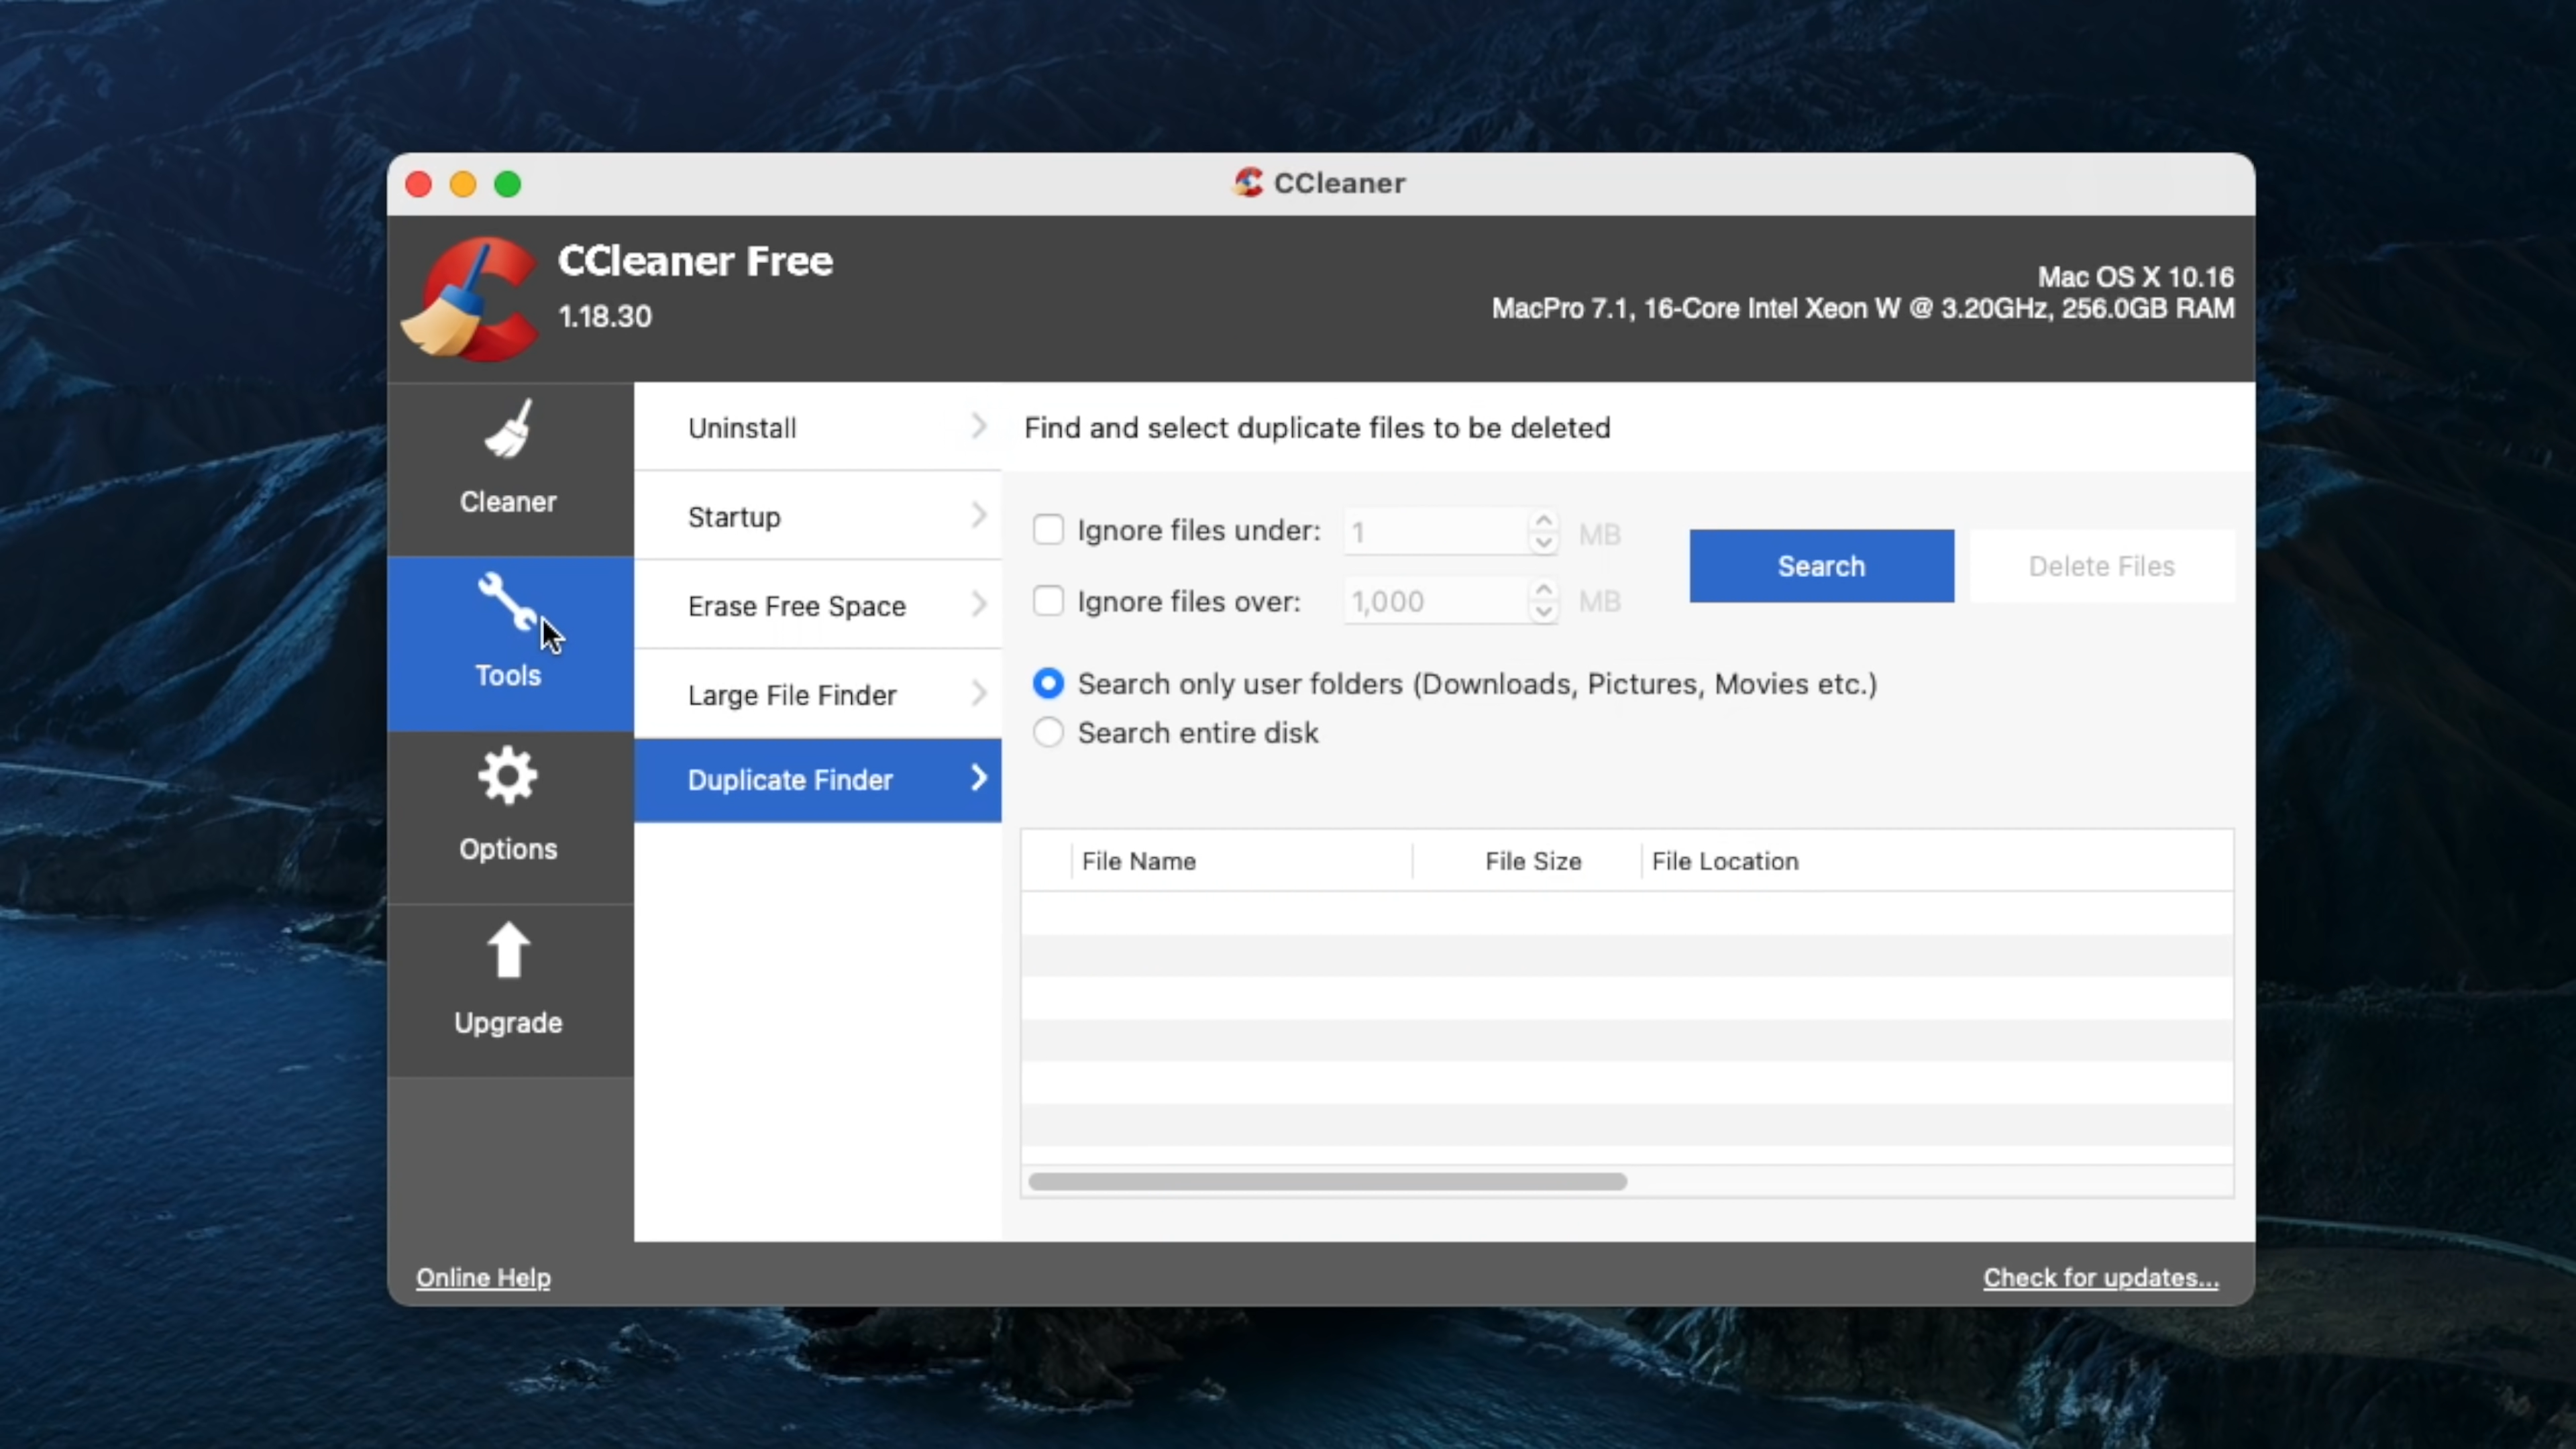 CCleaner
CCleaner Free
1.18.30
Mac OS X 10.16
MacPro 7.1, 16-Core Intel Xeon W @ 3.20GHz, 256.0GB RAM
Cleaner
Tools
Options
Upgrade
Uninstall
Startup
Erase Free Space
Large File Finder
Duplicate Finder
Find and select duplicate files to be deleted
Ignore files under: 1 MB
Ignore files over: 1,000 MB
Search Delete Files
Search only user folders (Downloads, Pictures, Movies etc.)
Search entire disk
File Name File Size File Location
Online Help Check for updates...